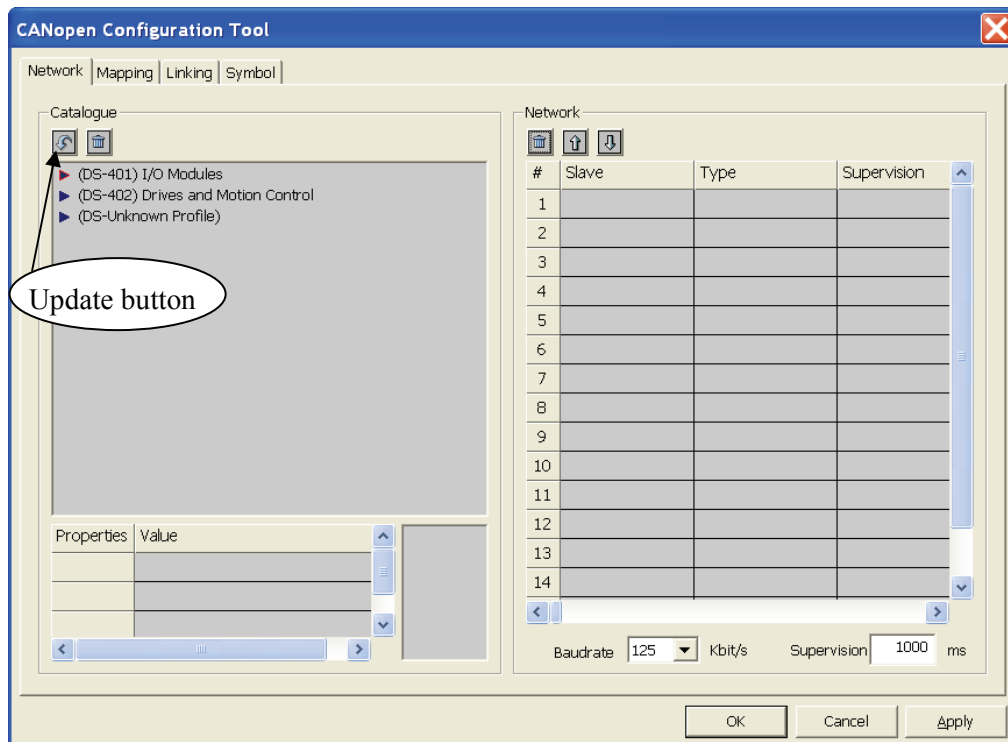 CANopen Configuration Tool
Network Mapping Linking Symbol
Catalogue
(DS-401) I/O Modules
(DS-402) Drives and Motion Control
(DS-Unknown Profile)
Update button
Properties Value
Network
# Slave Type Supervision
1
2
3
4
5
6
7
8
9
10
11
12
13
14
Baudrate 125 Kbit/s Supervision 1000 ms
OK Cancel Apply